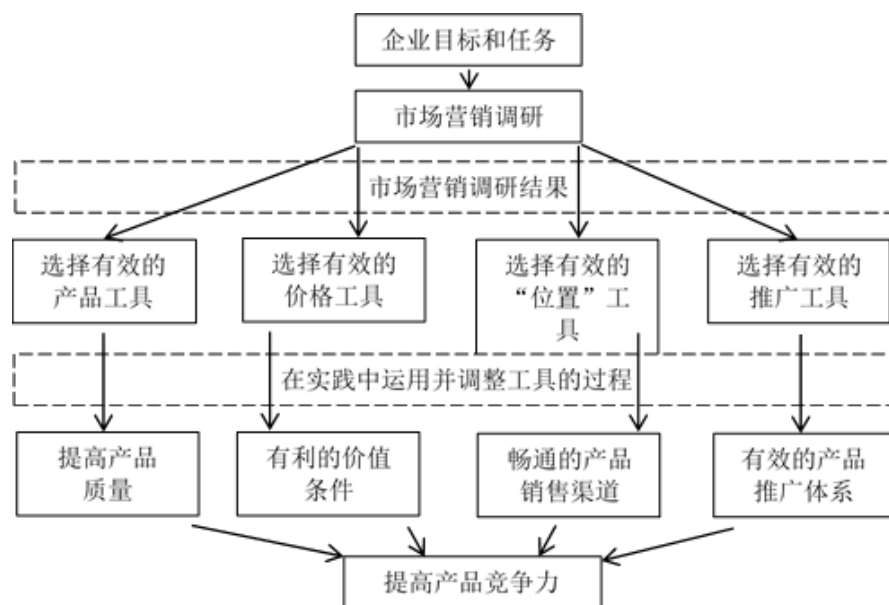 企业目标和任务
市场营销调研
市场营销调研结果
选择有效的
产品工具
选择有效的
价格工具
选择有效的
“位置”工
具
选择有效的
推广工具
在实践中运用并调整工具的过程
提高产品
质量
有利的价值
条件
畅通的产品
销售渠道
有效的产品
推广体系
提高产品竞争力